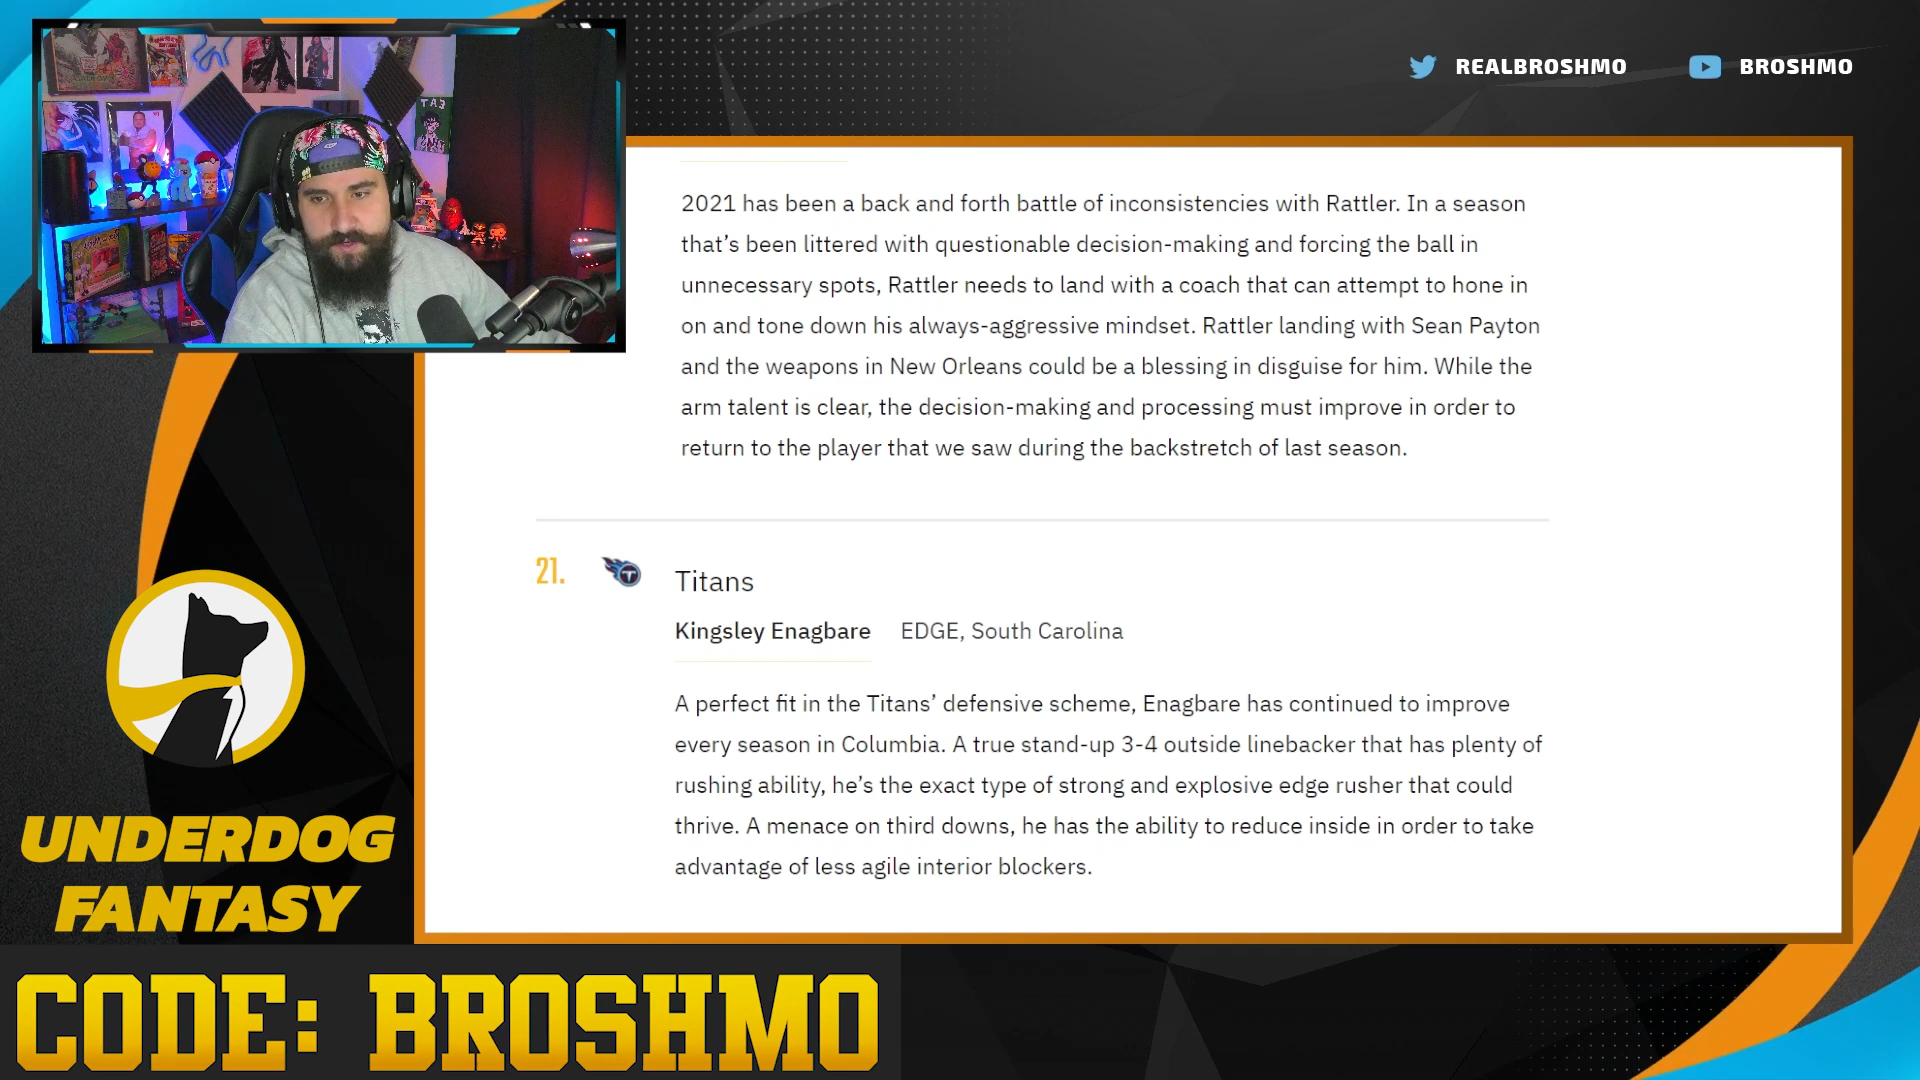 REALBROSHMO
BROSHMO
2021 has been a back and forth battle of inconsistencies with Rattler. In a season
that’s been littered with questionable decision-making and forcing the ball in
unnecessary spots, Rattler needs to land with a coach that can attempt to hone in
on and tone down his always-aggressive mindset. Rattler landing with Sean Payton
and the weapons in New Orleans could be a blessing in disguise for him. While the
arm talent is clear, the decision-making and processing must improve in order to
return to the player that we saw during the backstretch of last season.
21.
Titans
Kingsley Enagbare EDGE, South Carolina
A perfect fit in the Titans’ defensive scheme, Enagbare has continued to improve
every season in Columbia. A true stand-up 3-4 outside linebacker that has plenty of
rushing ability, he’s the exact type of strong and explosive edge rusher that could
thrive. A menace on third downs, he has the ability to reduce inside in order to take
advantage of less agile interior blockers.
UNDERDOG
FANTASY
CODE: BROSHMO